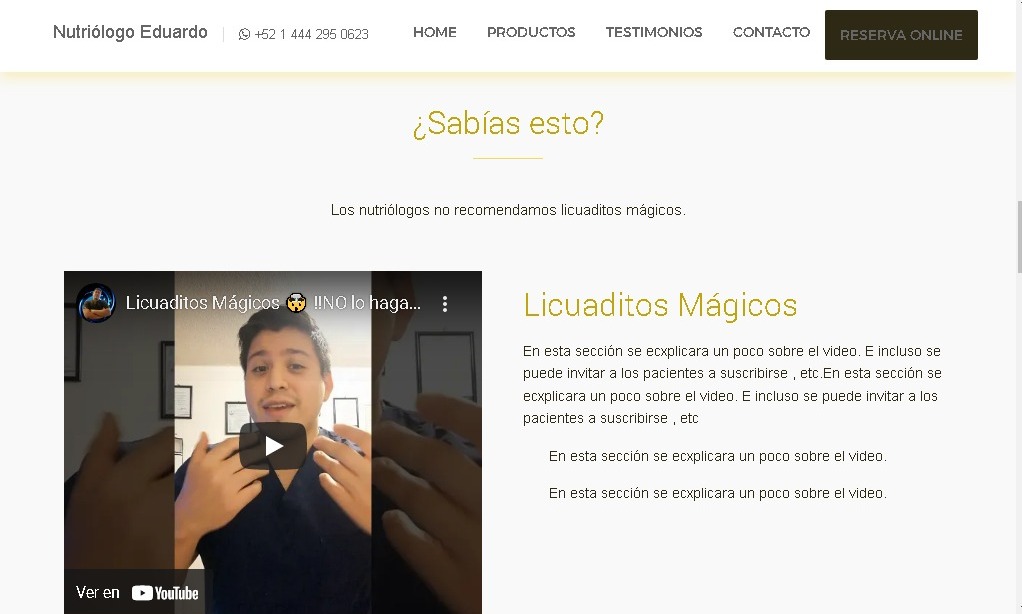 Nutriólogo Eduardo | +52 1 444 295 0623 HOME PRODUCTOS TESTIMONIOS CONTACTO RESERVA ONLINE
¿Sabías esto?
Los nutriólogos no recomendamos licuaditos mágicos.
Licuaditos Mágicos 🤯 !!NO lo haga...
Ver en YouTube
Licuaditos Mágicos
En esta sección se ecxplicara un poco sobre el video. E incluso se
puede invitar a los pacientes a suscribirse , etc.En esta sección se
ecxplicara un poco sobre el video. E incluso se puede invitar a los
pacientes a suscribirse , etc
En esta sección se ecxplicara un poco sobre el video.
En esta sección se ecxplicara un poco sobre el video.